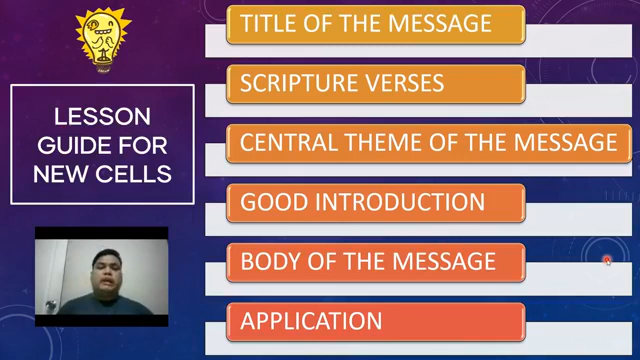 LESSON
GUIDE FOR
NEW CELLS
TITLE OF THE MESSAGE
SCRIPTURE VERSES
CENTRAL THEME OF THE MESSAGE
GOOD INTRODUCTION
BODY OF THE MESSAGE
APPLICATION